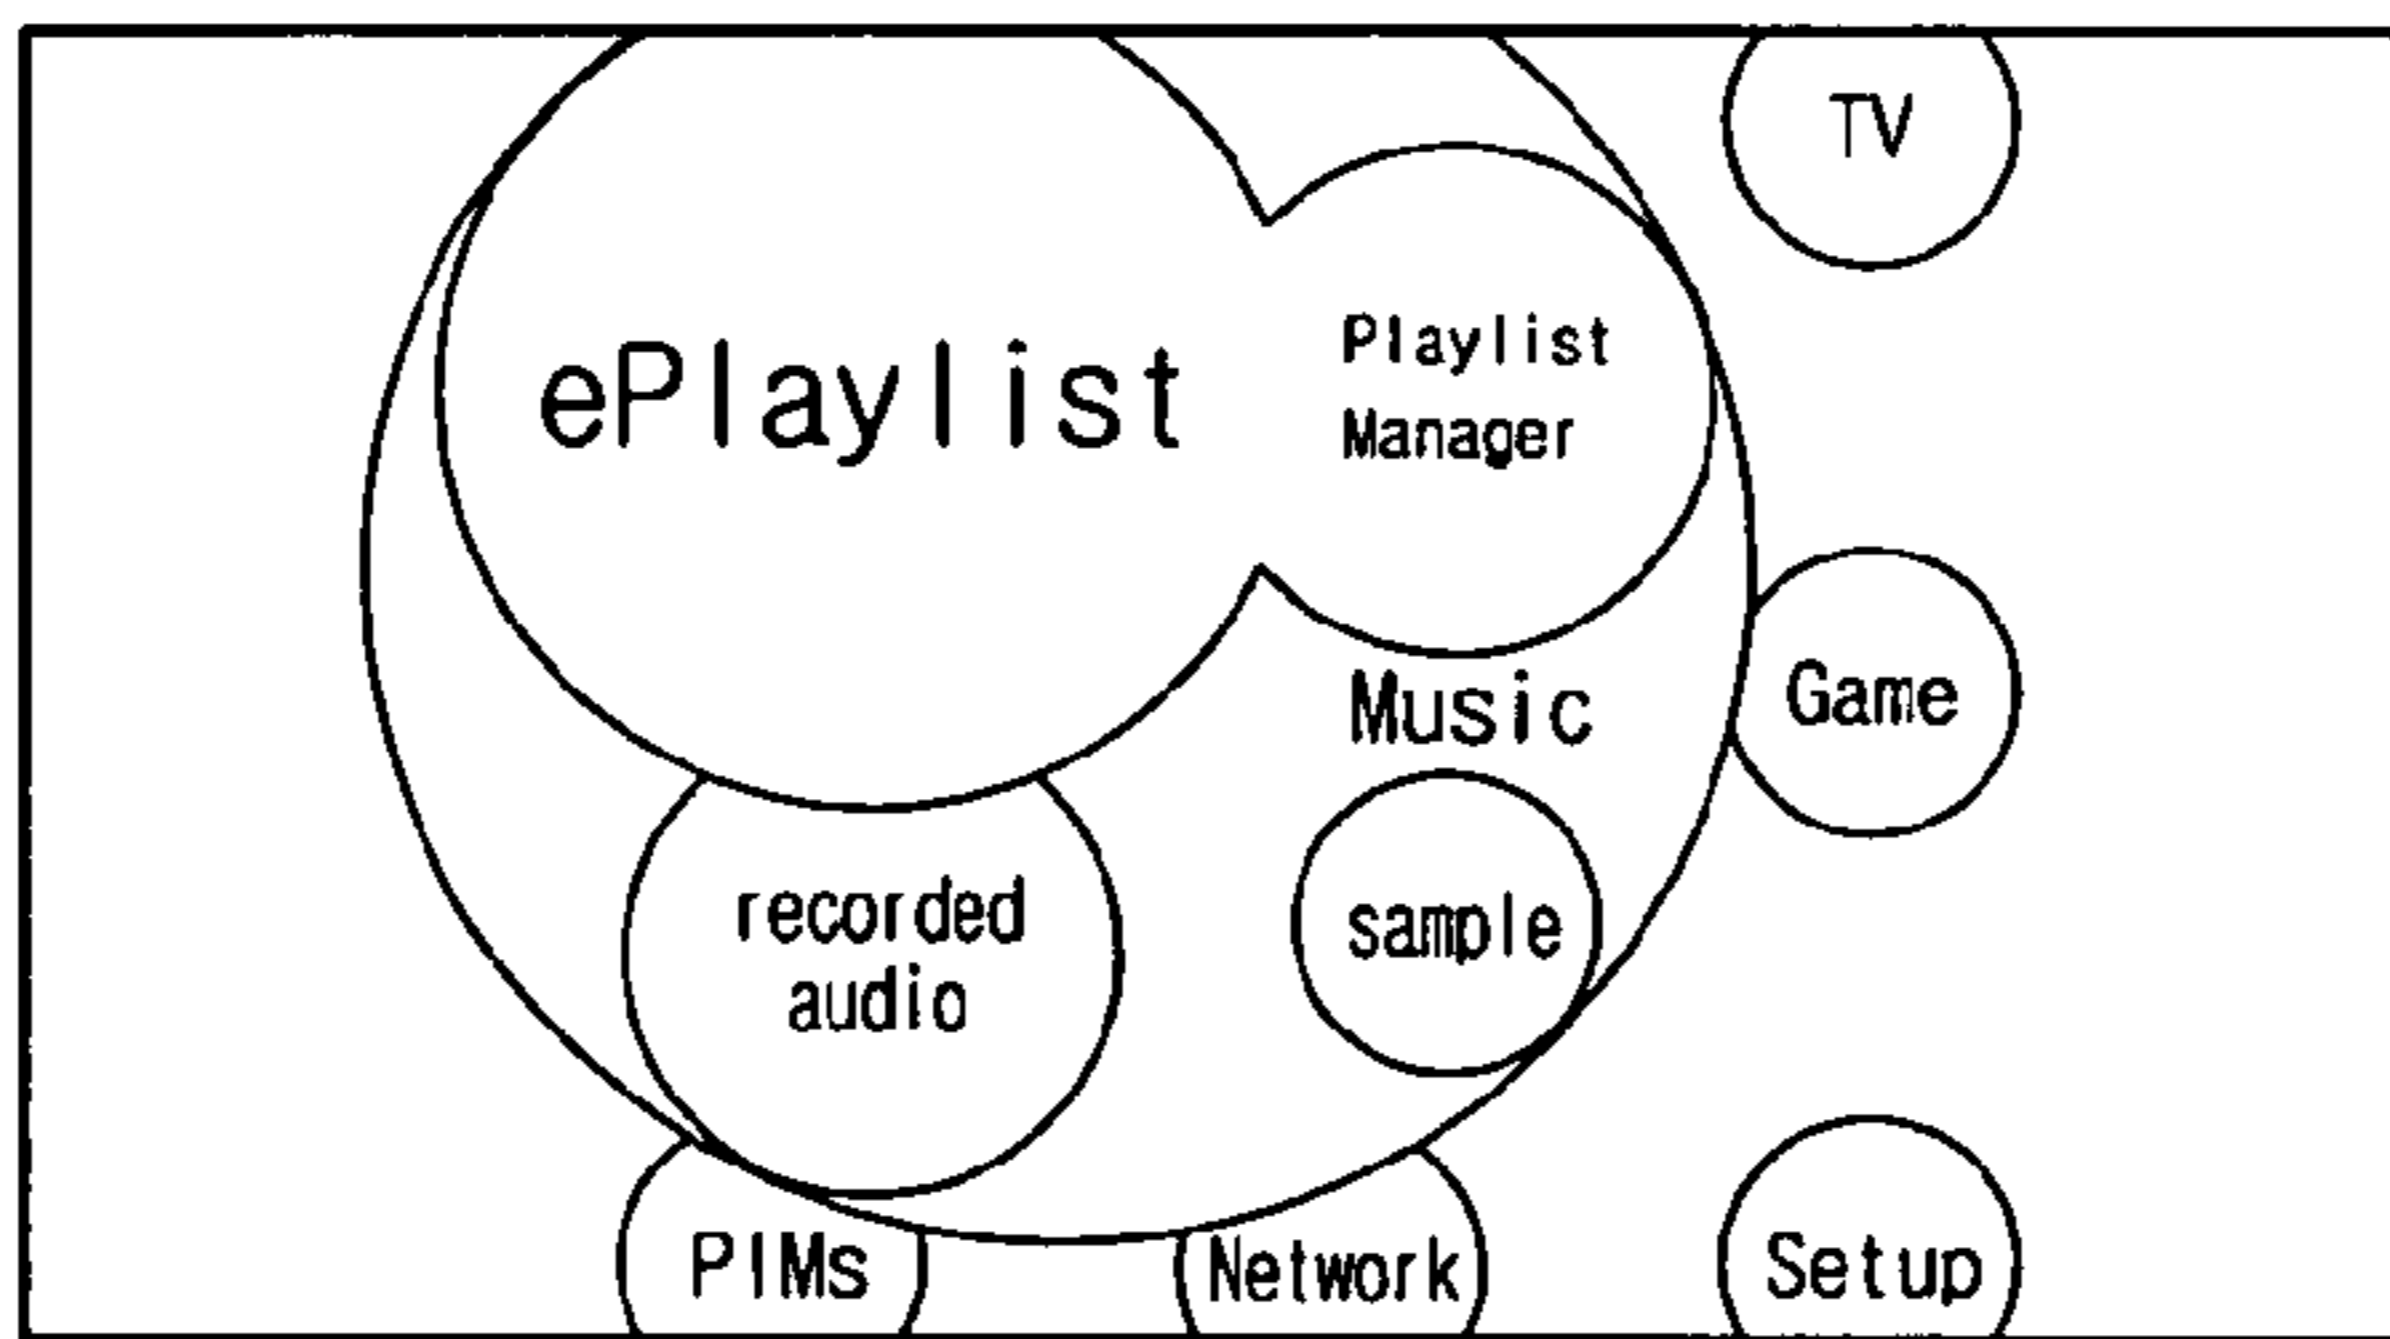 TV
ePlaylist
Playlist
Manager
Music
Game
recorded
audio
sample
PIMs
Network
Setup